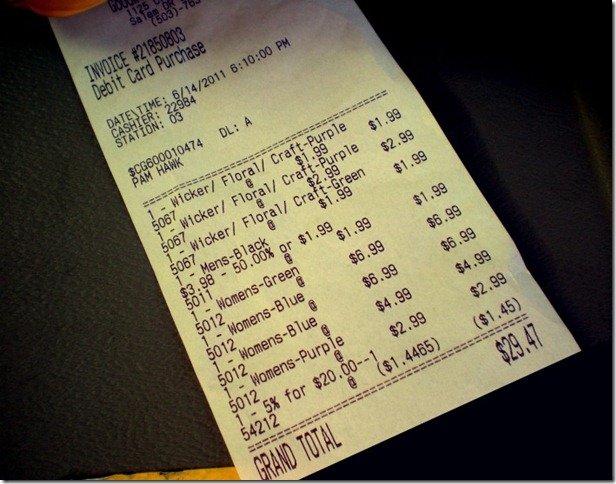 1125
Salem OR
(503)-
INVOICE #21850803
Debit Card Purchase
DATE\TIME: 6/14/2011 6:10:00 PM
CASHIER: 22984
STATION: 03
$CG600010474 DL: A
PAM HAWK
1 - Wicker/ Floral/ Craft-Purple
5067 @ $1.99 $1.99
1 - Wicker/ Floral/ Craft-Purple
5067 @ $2.99 $2.99
1 - Wicker/ Floral/ Craft-Green
5067 @ $1.99 $1.99
1 - Mens-Black
$3.98 - 50.00% or $1.99
5011 @ $1.99 $1.99
1 - Womens-Green
5012 @ $6.99 $6.99
1 - Womens-Blue
5012 @ $6.99 $6.99
1 - Womens-Blue
5012 @ $4.99 $4.99
1 - Womens-Purple
5012 @ $2.99 $2.99
1 - 5% for $20.00--1
54212 @ ($1.4465) ($1.45)
GRAND TOTAL $29.47